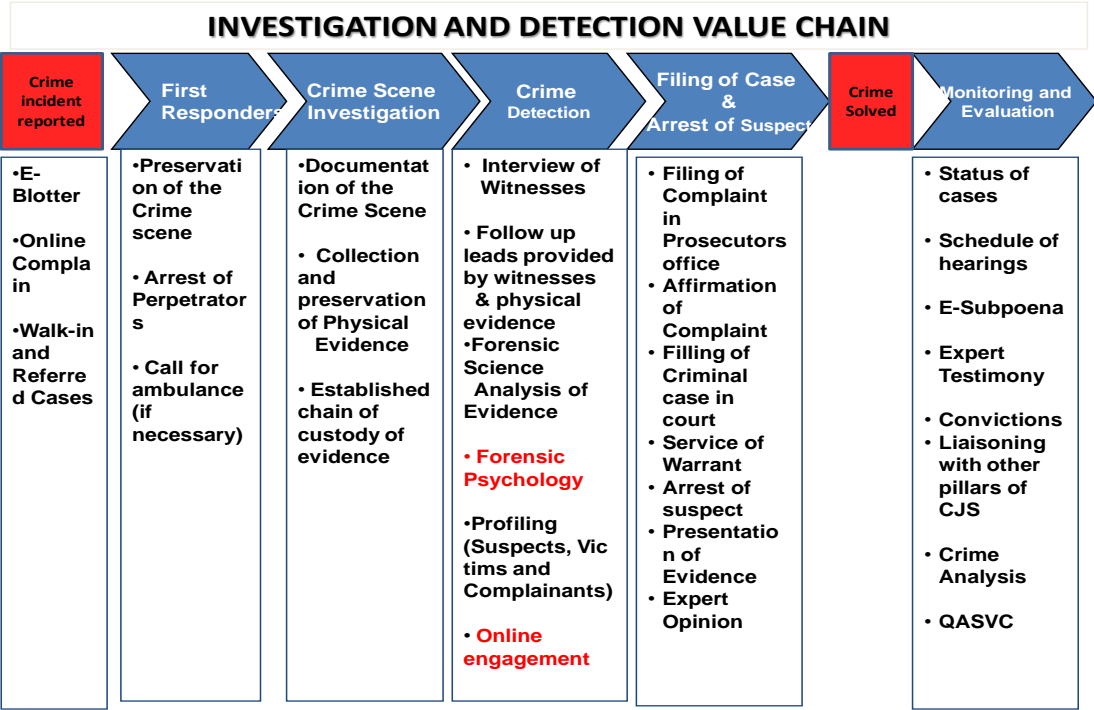 INVESTIGATION AND DETECTION VALUE CHAIN
Crime
incident
reported
First
Responders
Crime Scene
Investigation
Crime
Detection
Filing of Case
&
Arrest of Suspect
Crime
Solved
Monitoring and
Evaluation
•E-
Blotter
•Online
Compla
in
•Walk-in
and
Referre
d Cases
•Preservati
on of the
Crime
scene
• Arrest of
Perpetrator
s
• Call for
ambulance
(if
necessary)
•Documentat
ion of the
Crime Scene
• Collection
and
preservation
of Physical
Evidence
• Established
chain of
custody of
evidence
• Interview of
Witnesses
• Follow up
leads provided
by witnesses
& physical
evidence
•Forensic
Science
Analysis of
Evidence
• Forensic
Psychology
•Profiling
(Suspects, Vic
tims and
Complainants)
• Online
engagement
• Filing of
Complaint
in
Prosecutors
office
• Affirmation
of
Complaint
• Filling of
Criminal
case in
court
• Service of
Warrant
• Arrest of
suspect
• Presentatio
n of
Evidence
• Expert
Opinion
• Status of
cases
• Schedule of
hearings
• E-Subpoena
• Expert
Testimony
• Convictions
• Liaisoning
with other
pillars of
CJS
• Crime
Analysis
• QASVC